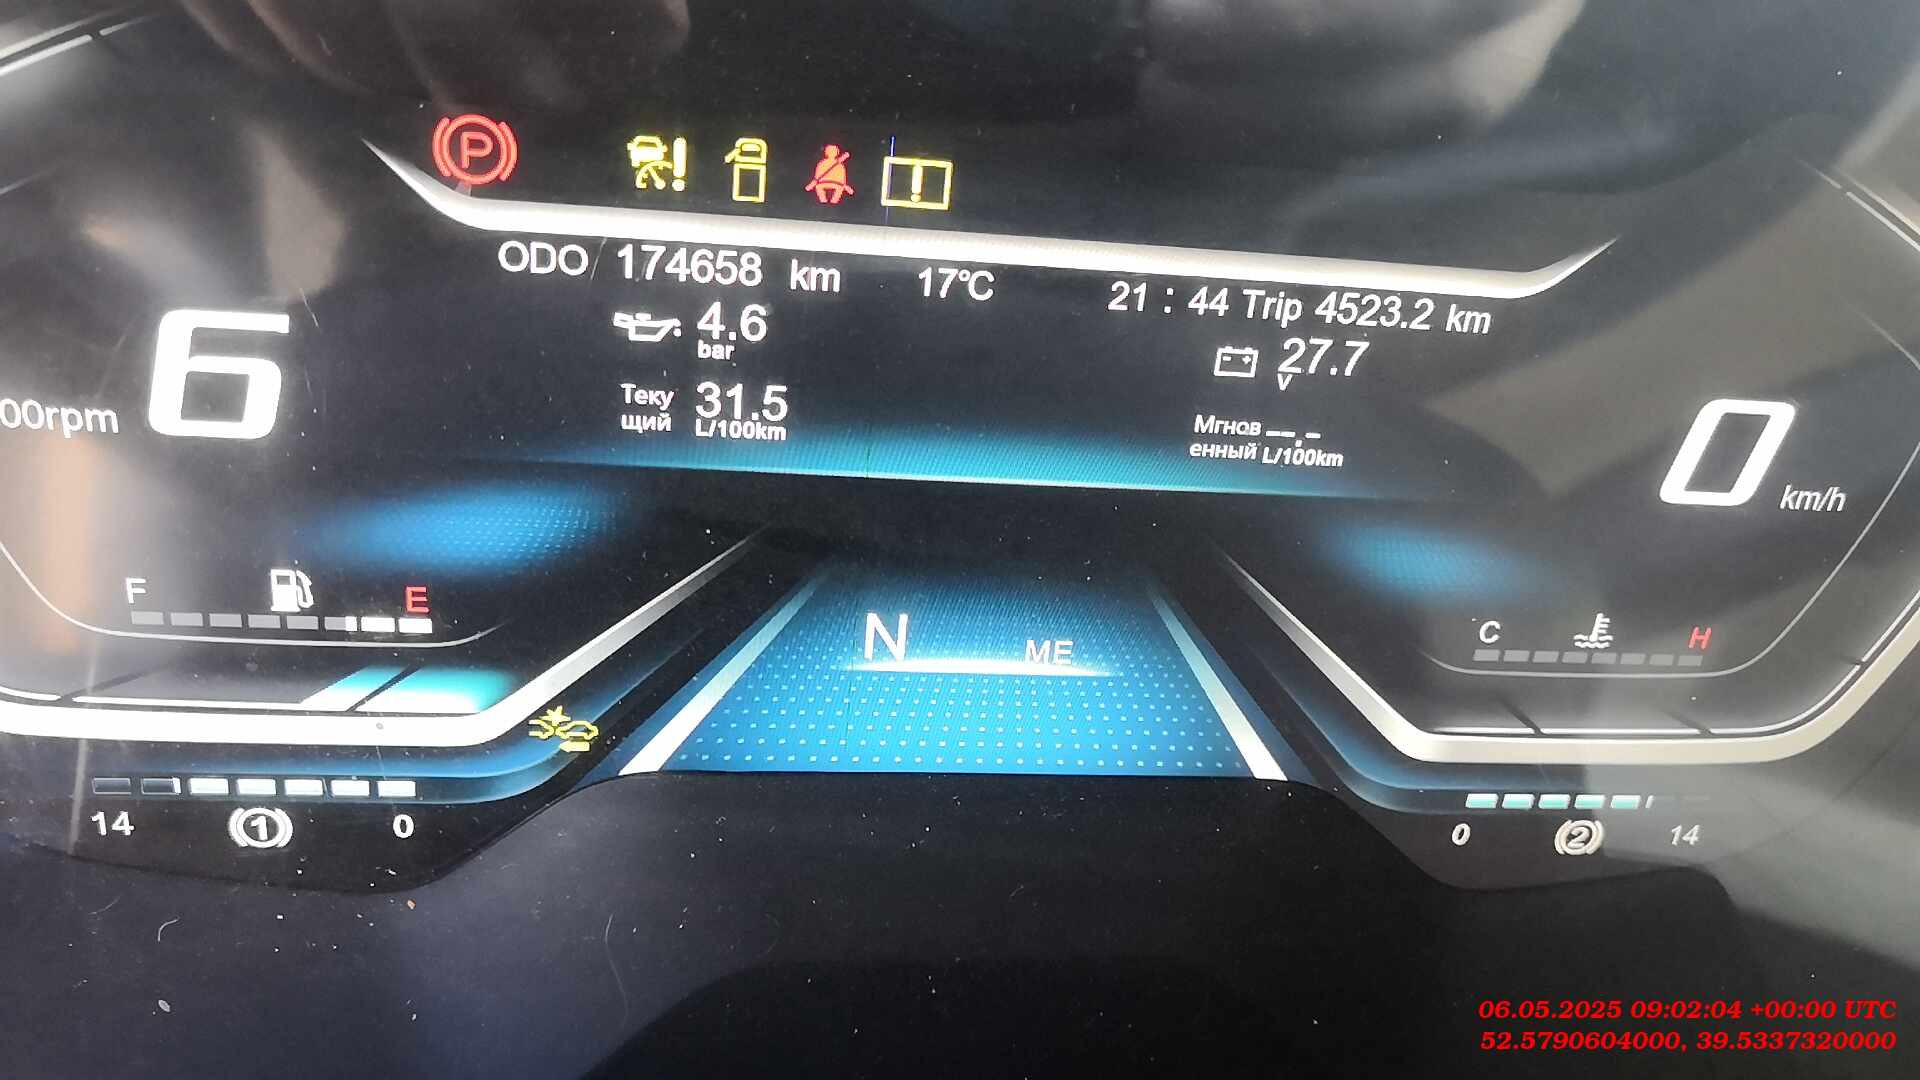 P
ODO 174658 km 17°C 21 : 44 Trip 4523.2 km
4.6
bar
27.7
V
Теку
щий
31.5
L/100km
Мгнов --.-
енный L/100km
6
00rpm
0
km/h
F E
C H
N ME
14 1 0
0 2 14
06.05.2025 09:02:04 +00:00 UTC
52.5790604000, 39.5337320000